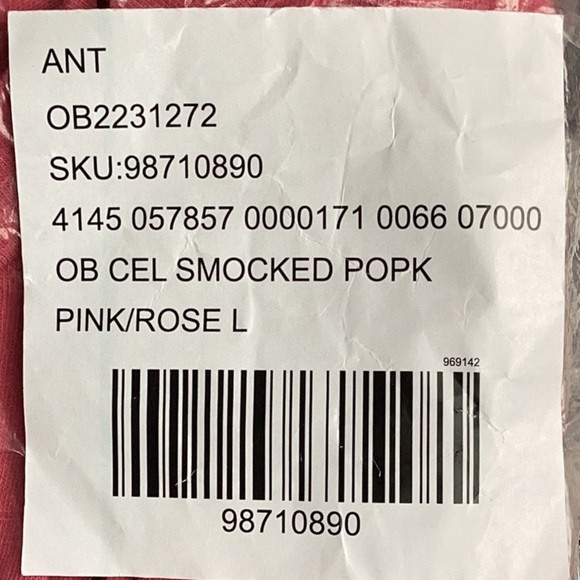 ANT
OB2231272
SKU:98710890
4145 057857 0000171 0066 07000
OB CEL SMOCKED POPK
PINK/ROSE L
969142
98710890